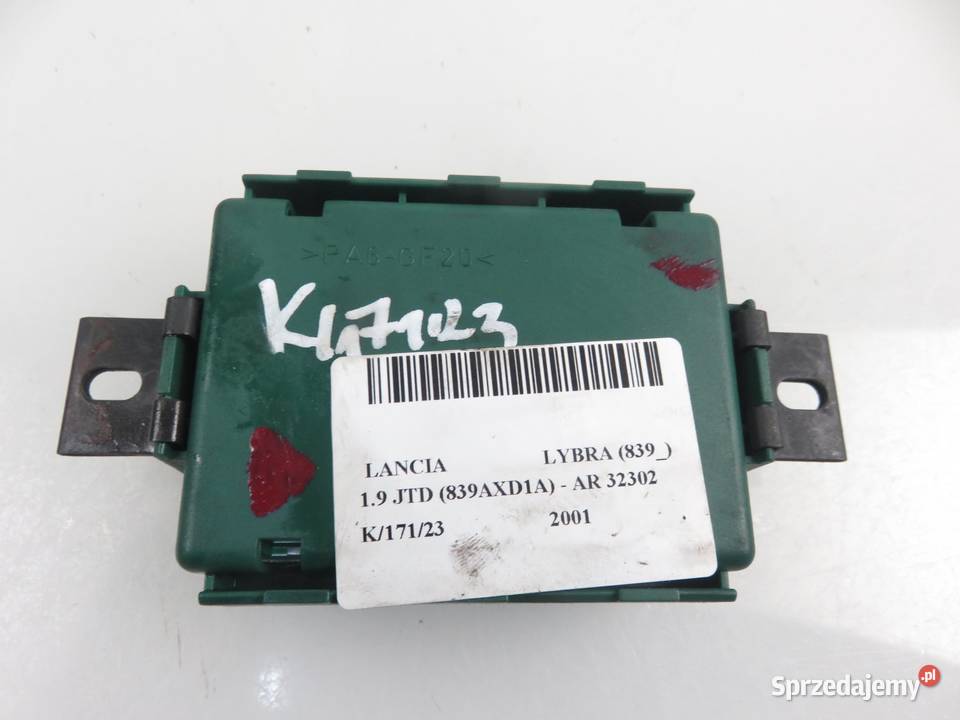 >PA6-GF20<
K/171/23
LANCIA LYBRA (839_)
1.9 JTD (839AXD1A) - AR 32302
K/171/23 2001
Sprzedajemy.pl